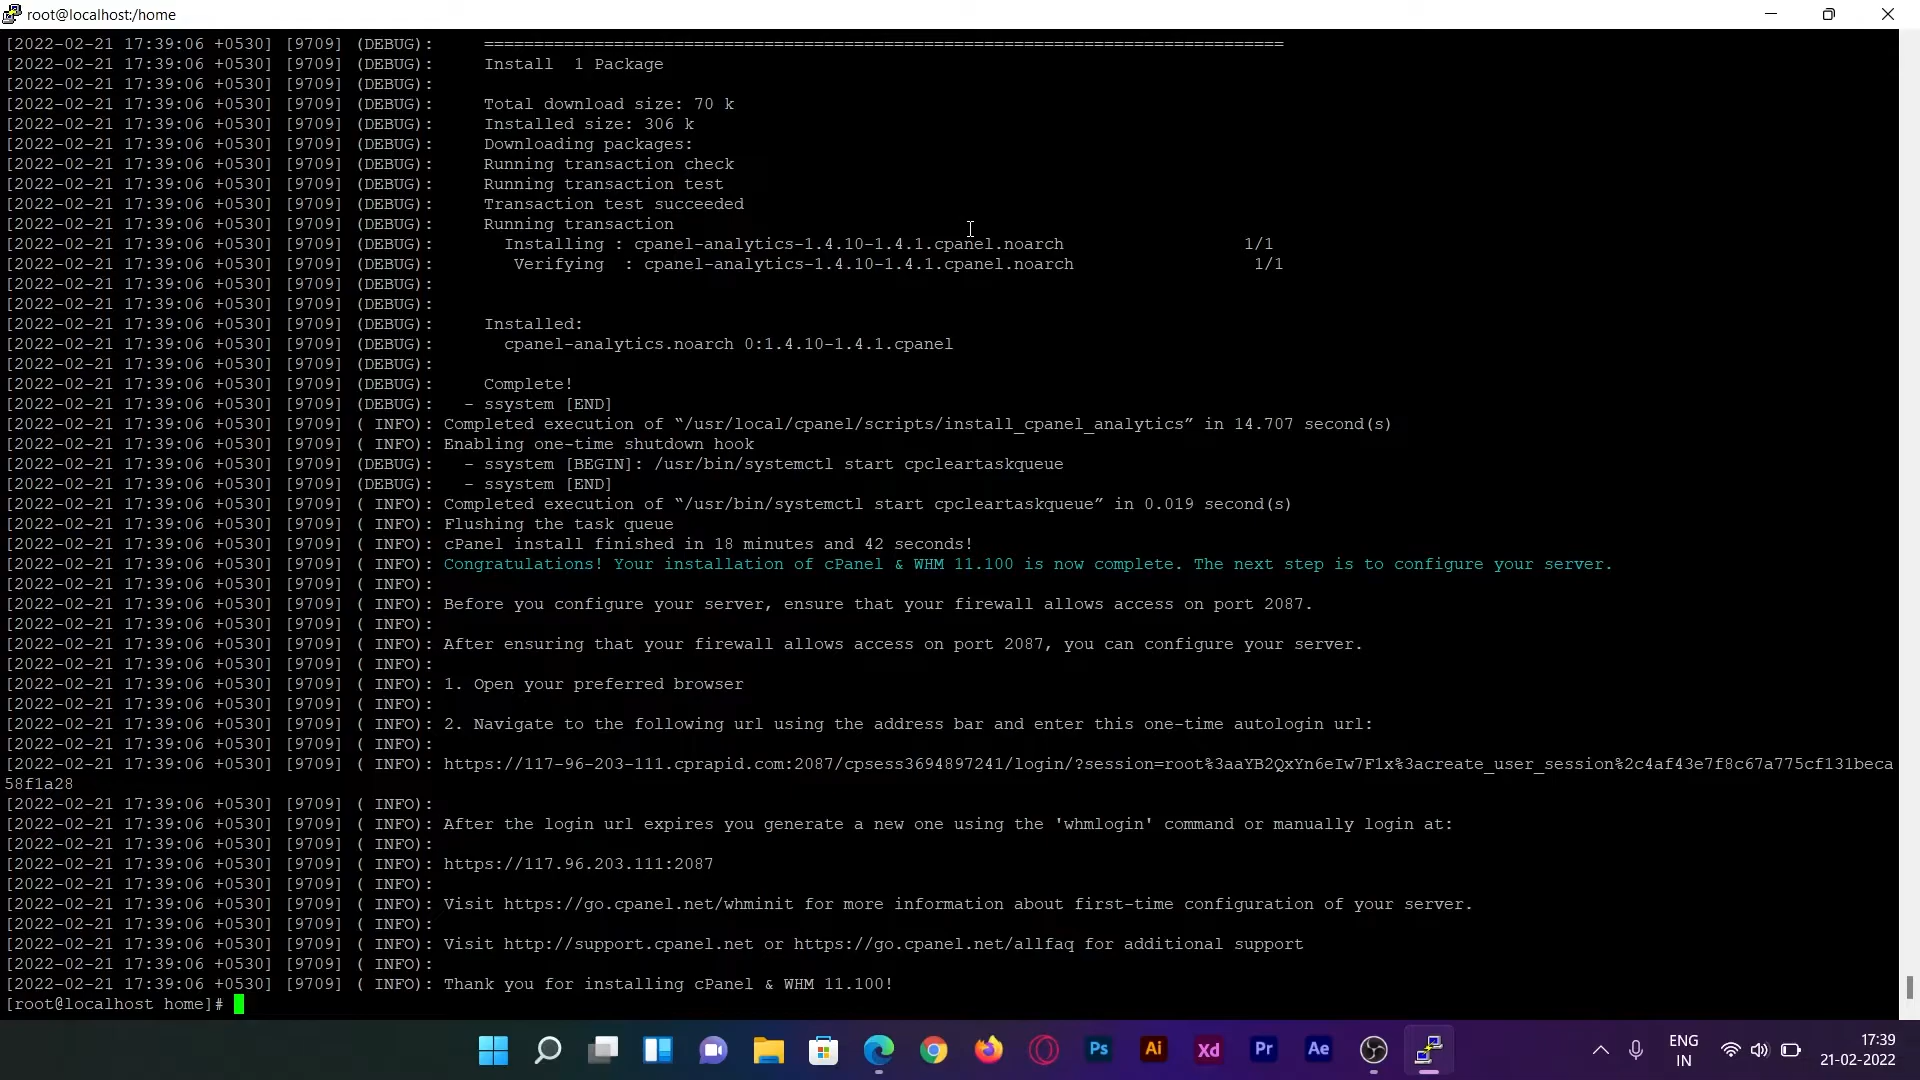 root@localhost:/home
[2022-02-21 17:39:06 +0530] [9709] (DEBUG): ================================================================================
[2022-02-21 17:39:06 +0530] [9709] (DEBUG): Install  1 Package
[2022-02-21 17:39:06 +0530] [9709] (DEBUG):
[2022-02-21 17:39:06 +0530] [9709] (DEBUG): Total download size: 70 k
[2022-02-21 17:39:06 +0530] [9709] (DEBUG): Installed size: 306 k
[2022-02-21 17:39:06 +0530] [9709] (DEBUG): Downloading packages:
[2022-02-21 17:39:06 +0530] [9709] (DEBUG): Running transaction check
[2022-02-21 17:39:06 +0530] [9709] (DEBUG): Running transaction test
[2022-02-21 17:39:06 +0530] [9709] (DEBUG): Transaction test succeeded
[2022-02-21 17:39:06 +0530] [9709] (DEBUG): Running transaction
[2022-02-21 17:39:06 +0530] [9709] (DEBUG): Installing : cpanel-analytics-1.4.10-1.4.1.cpanel.noarch 1/1
[2022-02-21 17:39:06 +0530] [9709] (DEBUG): Verifying  : cpanel-analytics-1.4.10-1.4.1.cpanel.noarch 1/1
[2022-02-21 17:39:06 +0530] [9709] (DEBUG):
[2022-02-21 17:39:06 +0530] [9709] (DEBUG):
[2022-02-21 17:39:06 +0530] [9709] (DEBUG): Installed:
[2022-02-21 17:39:06 +0530] [9709] (DEBUG): cpanel-analytics.noarch 0:1.4.10-1.4.1.cpanel
[2022-02-21 17:39:06 +0530] [9709] (DEBUG):
[2022-02-21 17:39:06 +0530] [9709] (DEBUG): Complete!
[2022-02-21 17:39:06 +0530] [9709] (DEBUG): - ssystem [END]
[2022-02-21 17:39:06 +0530] [9709] ( INFO): Completed execution of “/usr/local/cpanel/scripts/install_cpanel_analytics” in 14.707 second(s)
[2022-02-21 17:39:06 +0530] [9709] ( INFO): Enabling one-time shutdown hook
[2022-02-21 17:39:06 +0530] [9709] (DEBUG): - ssystem [BEGIN]: /usr/bin/systemctl start cpcleartaskqueue
[2022-02-21 17:39:06 +0530] [9709] (DEBUG): - ssystem [END]
[2022-02-21 17:39:06 +0530] [9709] ( INFO): Completed execution of “/usr/bin/systemctl start cpcleartaskqueue” in 0.019 second(s)
[2022-02-21 17:39:06 +0530] [9709] ( INFO): Flushing the task queue
[2022-02-21 17:39:06 +0530] [9709] ( INFO): cPanel install finished in 18 minutes and 42 seconds!
[2022-02-21 17:39:06 +0530] [9709] ( INFO): Congratulations! Your installation of cPanel & WHM 11.100 is now complete. The next step is to configure your server.
[2022-02-21 17:39:06 +0530] [9709] ( INFO):
[2022-02-21 17:39:06 +0530] [9709] ( INFO): Before you configure your server, ensure that your firewall allows access on port 2087.
[2022-02-21 17:39:06 +0530] [9709] ( INFO):
[2022-02-21 17:39:06 +0530] [9709] ( INFO): After ensuring that your firewall allows access on port 2087, you can configure your server.
[2022-02-21 17:39:06 +0530] [9709] ( INFO):
[2022-02-21 17:39:06 +0530] [9709] ( INFO): 1. Open your preferred browser
[2022-02-21 17:39:06 +0530] [9709] ( INFO):
[2022-02-21 17:39:06 +0530] [9709] ( INFO): 2. Navigate to the following url using the address bar and enter this one-time autologin url:
[2022-02-21 17:39:06 +0530] [9709] ( INFO):
[2022-02-21 17:39:06 +0530] [9709] ( INFO): https://117-96-203-111.cprapid.com:2087/cpsess3694897241/login/?session=root%3aaYB2QxYn6eIw7F1x%3acreate_user_session%2c4af43e7f8c67a775cf131beca
58f1a28
[2022-02-21 17:39:06 +0530] [9709] ( INFO):
[2022-02-21 17:39:06 +0530] [9709] ( INFO): After the login url expires you generate a new one using the 'whmlogin' command or manually login at:
[2022-02-21 17:39:06 +0530] [9709] ( INFO):
[2022-02-21 17:39:06 +0530] [9709] ( INFO): https://117.96.203.111:2087
[2022-02-21 17:39:06 +0530] [9709] ( INFO):
[2022-02-21 17:39:06 +0530] [9709] ( INFO): Visit https://go.cpanel.net/whminit for more information about first-time configuration of your server.
[2022-02-21 17:39:06 +0530] [9709] ( INFO):
[2022-02-21 17:39:06 +0530] [9709] ( INFO): Visit http://support.cpanel.net or https://go.cpanel.net/allfaq for additional support
[2022-02-21 17:39:06 +0530] [9709] ( INFO):
[2022-02-21 17:39:06 +0530] [9709] ( INFO): Thank you for installing cPanel & WHM 11.100!
[root@localhost home]#
Ps Ai Xd Pr Ae
ENG 17:39
IN 21-02-2022